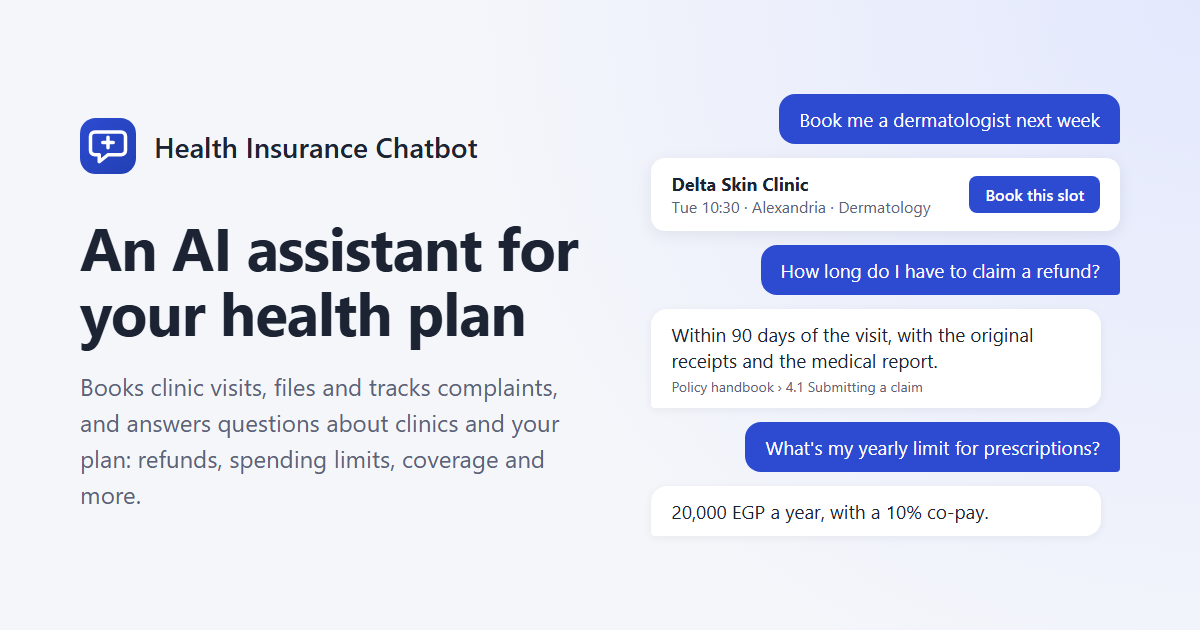 Health Insurance Chatbot
An AI assistant for
your health plan
Books clinic visits, files and tracks complaints,
and answers questions about clinics and your
plan: refunds, spending limits, coverage and
more.
Book me a dermatologist next week
Delta Skin Clinic
Tue 10:30 · Alexandria · Dermatology
Book this slot
How long do I have to claim a refund?
Within 90 days of the visit, with the original
receipts and the medical report.
Policy handbook › 4.1 Submitting a claim
What's my yearly limit for prescriptions?
20,000 EGP a year, with a 10% co-pay.